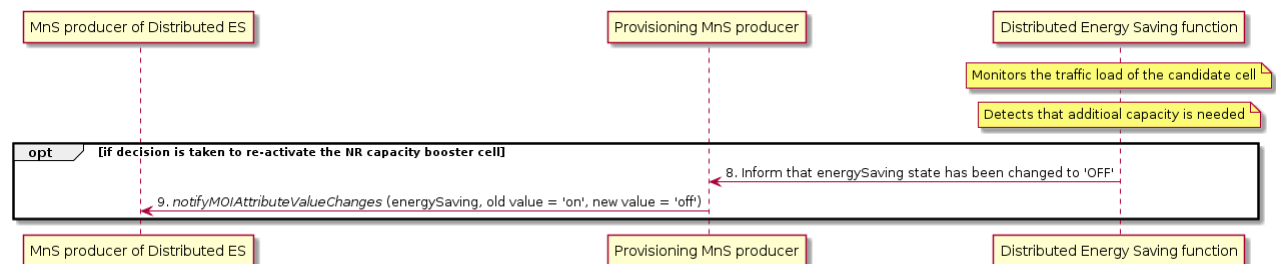 MnS producer of Distributed ES
Provisioning MnS producer
Distributed Energy Saving function
Monitors the traffic load of the candidate cell
Detects that additioal capacity is needed
opt [if decision is taken to re-activate the NR capacity booster cell]
8. Inform that energySaving state has been changed to 'OFF'
9. notifyMOIAttributeValueChanges (energySaving, old value = 'on', new value = 'off')
MnS producer of Distributed ES
Provisioning MnS producer
Distributed Energy Saving function